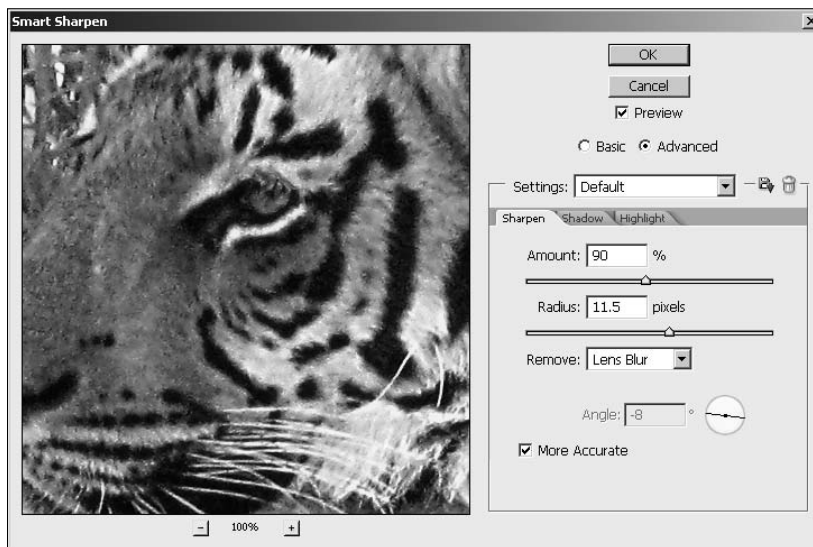 Smart Sharpen
OK
Cancel
Preview
Basic Advanced
Settings: Default
Sharpen Shadow Highlight
Amount: 90 %
Radius: 11.5 pixels
Remove: Lens Blur
Angle: -8 °
More Accurate
- 100% +